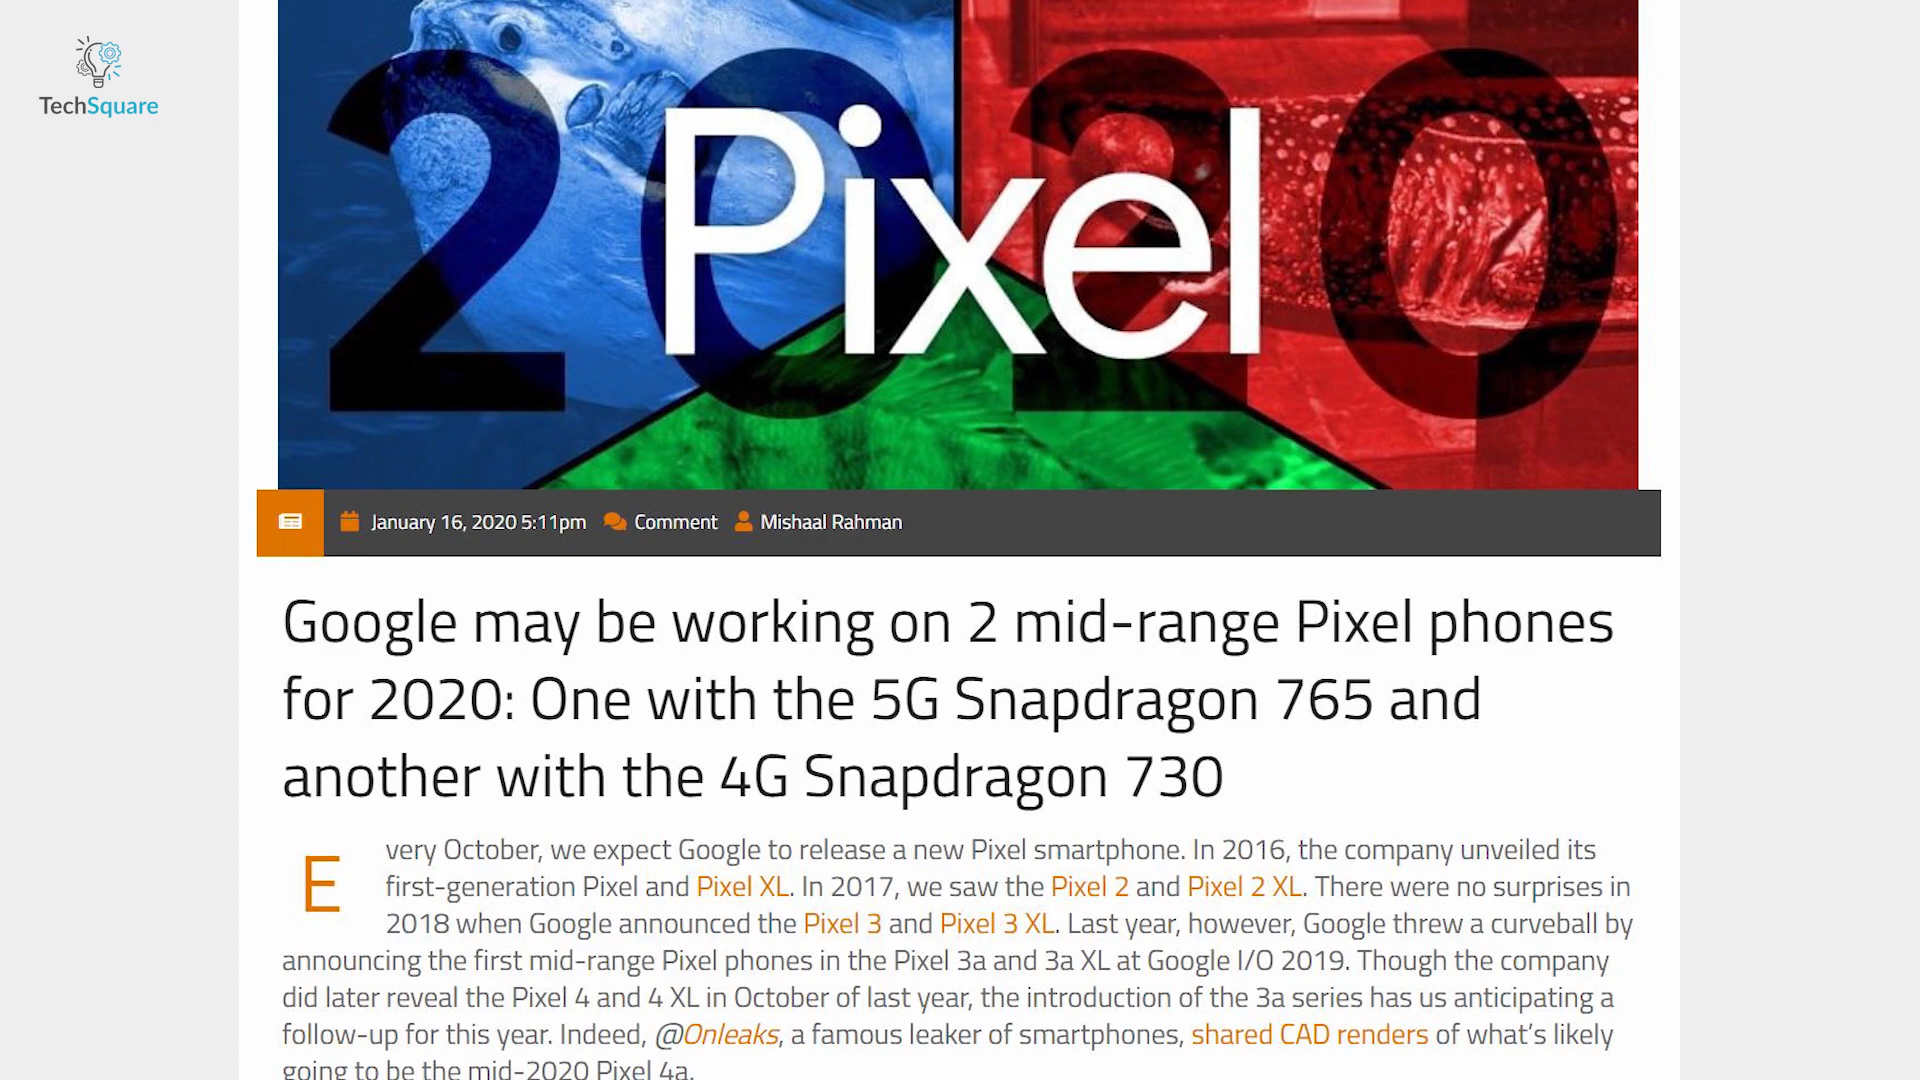 TechSquare
2020
Pixel
January 16, 2020 5:11pm Comment Mishaal Rahman
Google may be working on 2 mid-range Pixel phones
for 2020: One with the 5G Snapdragon 765 and
another with the 4G Snapdragon 730
Every October, we expect Google to release a new Pixel smartphone. In 2016, the company unveiled its
first-generation Pixel and Pixel XL. In 2017, we saw the Pixel 2 and Pixel 2 XL. There were no surprises in
2018 when Google announced the Pixel 3 and Pixel 3 XL. Last year, however, Google threw a curveball by
announcing the first mid-range Pixel phones in the Pixel 3a and 3a XL at Google I/O 2019. Though the company
did later reveal the Pixel 4 and 4 XL in October of last year, the introduction of the 3a series has us anticipating a
follow-up for this year. Indeed, @Onleaks, a famous leaker of smartphones, shared CAD renders of what's likely
going to be the mid-2020 Pixel 4a.